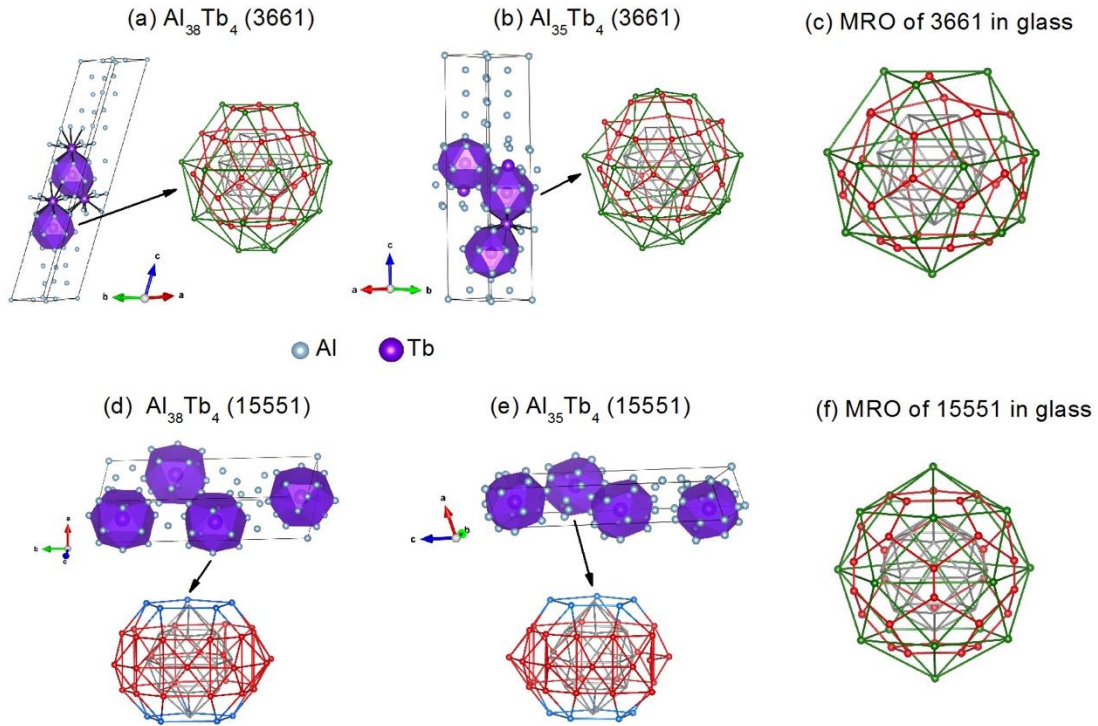 (a) Al₃₈Tb₄ (3661)
(b) Al₃₅Tb₄ (3661)
(c) MRO of 3661 in glass
c
b
a
c
a
b
Al
Tb
(d) Al₃₈Tb₄ (15551)
(e) Al₃₅Tb₄ (15551)
(f) MRO of 15551 in glass
a
b
c
a
b
c